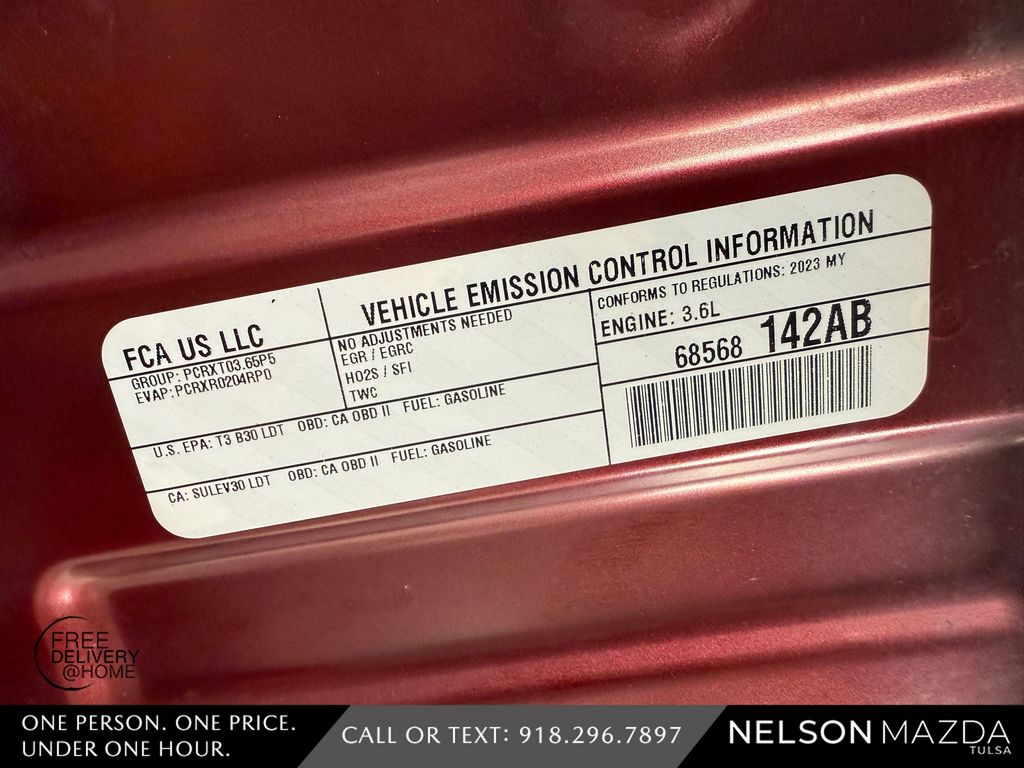 VEHICLE EMISSION CONTROL INFORMATION
FCA US LLC
GROUP: PCRXT03.65P5
EVAP: PCRXR0204RP0
NO ADJUSTMENTS NEEDED
EGR / EGRC
HO2S / SFI
TWC
CONFORMS TO REGULATIONS: 2023 MY
ENGINE: 3.6L
68568 142AB
U.S. EPA: T3 B30 LDT OBD: CA OBD II FUEL: GASOLINE
CA: SULEV30 LDT OBD: CA OBD II FUEL: GASOLINE
FREE
DELIVERY
@HOME
ONE PERSON. ONE PRICE.
UNDER ONE HOUR.
CALL OR TEXT: 918.296.7897
NELSON MAZDA
TULSA